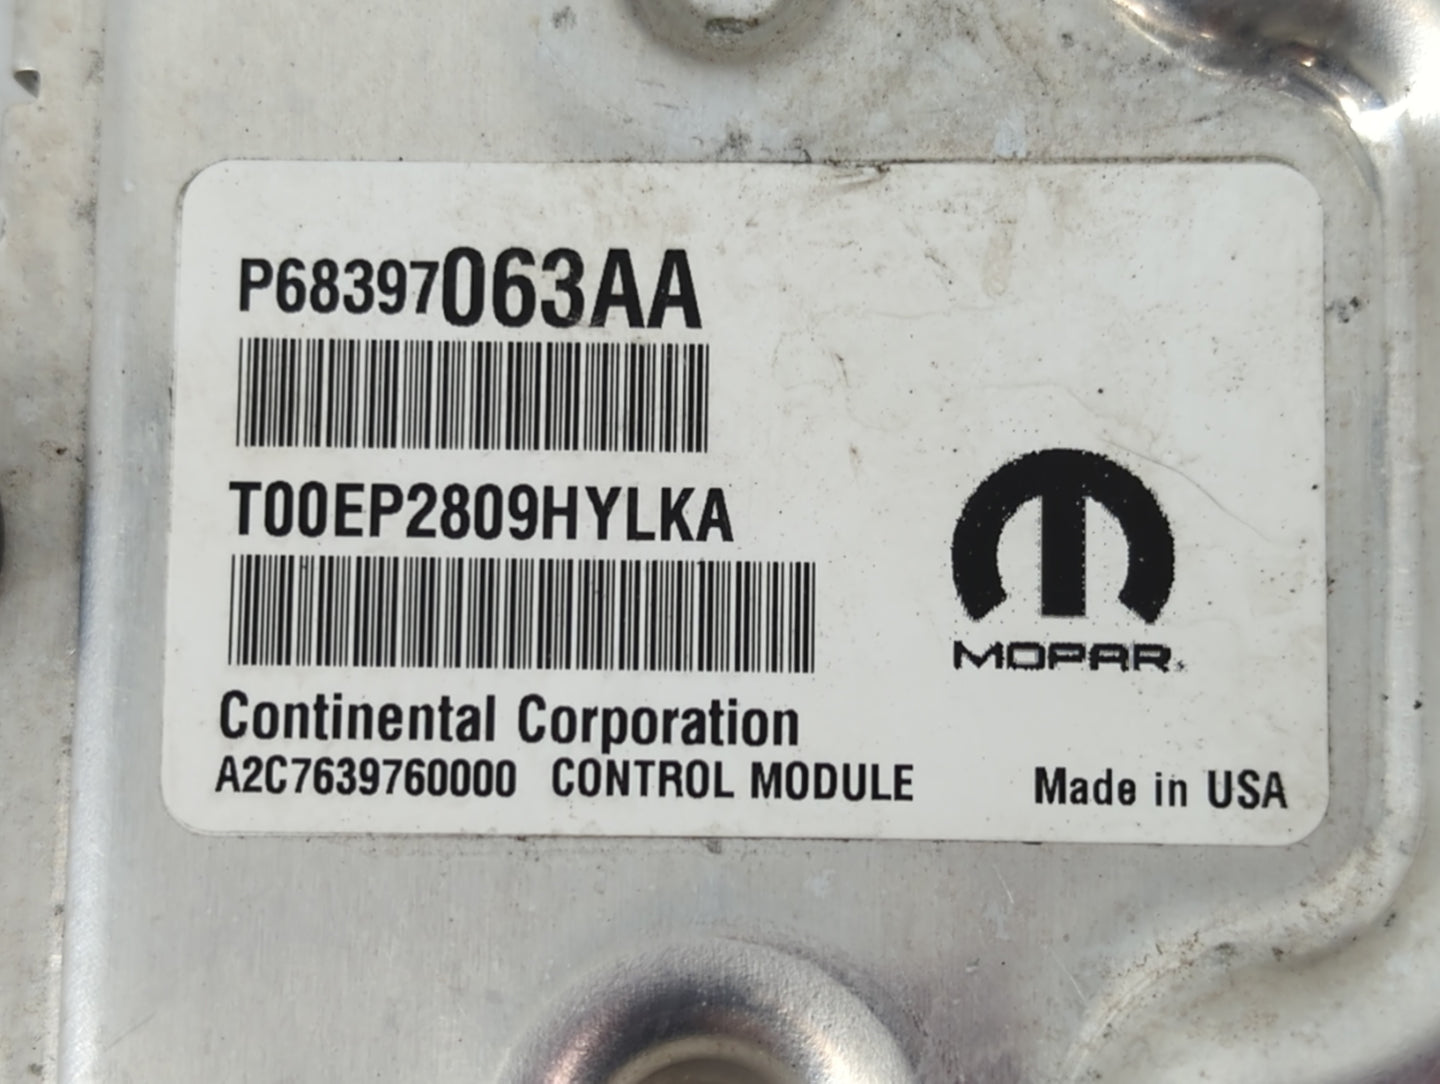 P68397063AA
T00EP2809HYLKA
MOPAR
Continental Corporation
A2C7639760000 CONTROL MODULE Made in USA